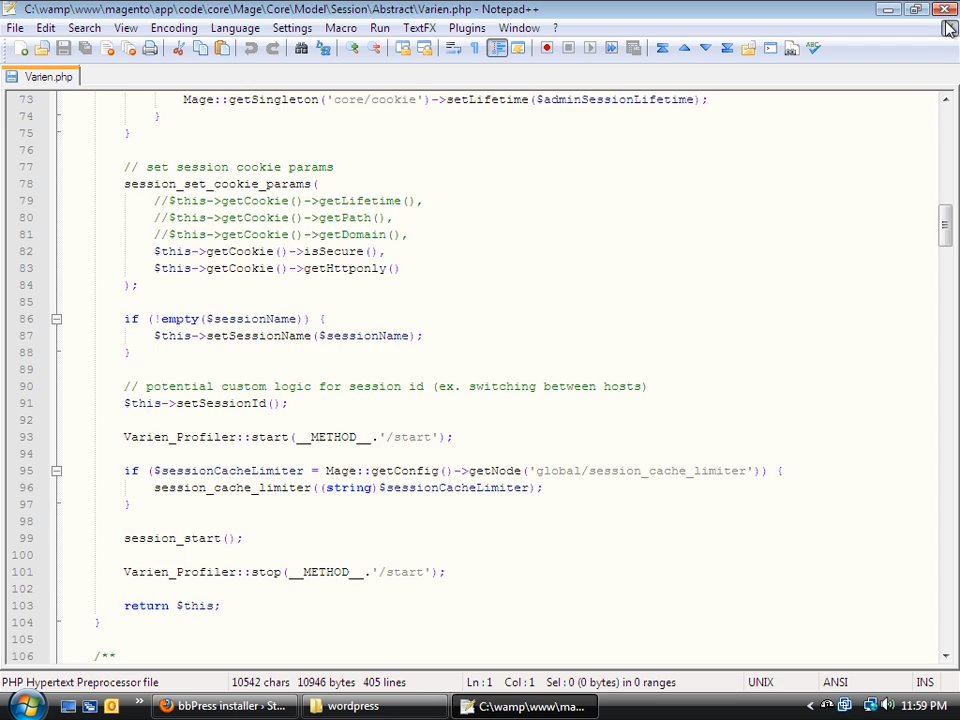 C:\wamp\www\magento\app\code\core\Mage\Core\Model\Session\Abstract\Varien.php - Notepad++
File Edit Search View Encoding Language Settings Macro Run TextFX Plugins Window ?
Varien.php
73 Mage::getSingleton('core/cookie')->setLifetime($adminSessionLifetime);
74 }
75 }
76
77 // set session cookie params
78 session_set_cookie_params(
79 //$this->getCookie()->getLifetime(),
80 //$this->getCookie()->getPath(),
81 //$this->getCookie()->getDomain(),
82 $this->getCookie()->isSecure(),
83 $this->getCookie()->getHttponly()
84 );
85
86 if (!empty($sessionName)) {
87 $this->setSessionName($sessionName);
88 }
89
90 // potential custom logic for session id (ex. switching between hosts)
91 $this->setSessionId();
92
93 Varien_Profiler::start(__METHOD__.'/start');
94
95 if ($sessionCacheLimiter = Mage::getConfig()->getNode('global/session_cache_limiter')) {
96 session_cache_limiter((string)$sessionCacheLimiter);
97 }
98
99 session_start();
100
101 Varien_Profiler::stop(__METHOD__.'/start');
102
103 return $this;
104 }
105
106 /**
PHP Hypertext Preprocessor file 10542 chars 10946 bytes 405 lines Ln : 1 Col : 1 Sel : 0 (0 bytes) in 0 ranges UNIX ANSI INS
bbPress installer › St... wordpress C:\wamp\www\ma... 11:59 PM